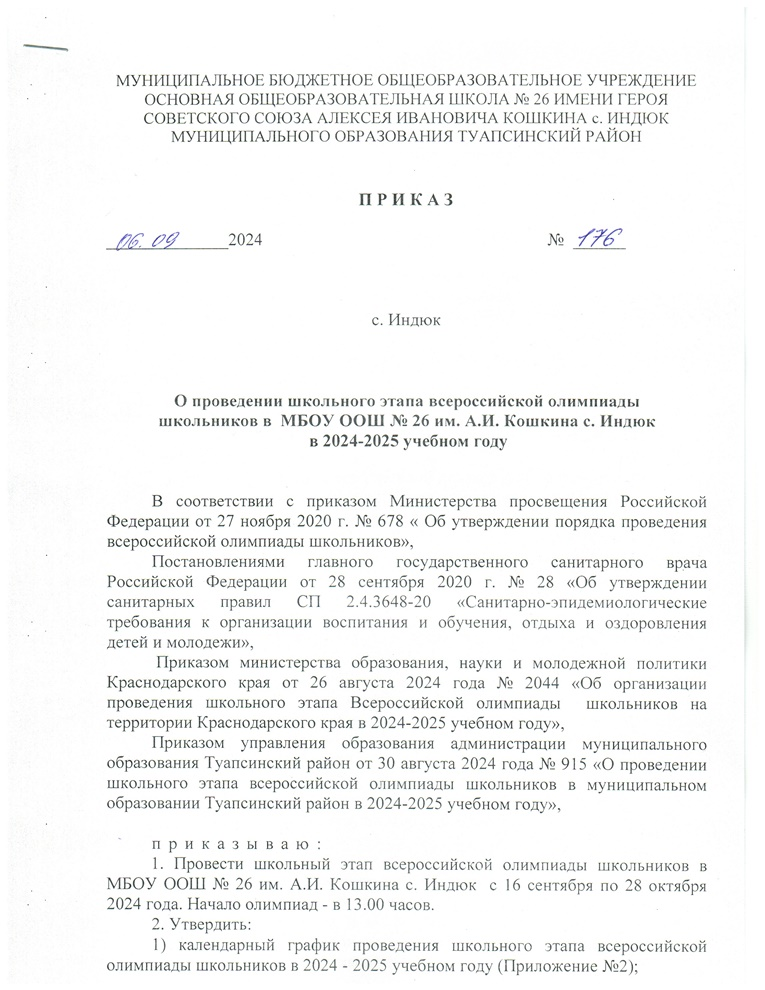 МУНИЦИПАЛЬНОЕ БЮДЖЕТНОЕ ОБЩЕОБРАЗОВАТЕЛЬНОЕ УЧРЕЖДЕНИЕ
ОСНОВНАЯ ОБЩЕОБРАЗОВАТЕЛЬНАЯ ШКОЛА № 26 ИМЕНИ ГЕРОЯ
СОВЕТСКОГО СОЮЗА АЛЕКСЕЯ ИВАНОВИЧА КОШКИНА с. ИНДЮК
МУНИЦИПАЛЬНОГО ОБРАЗОВАНИЯ ТУАПСИНСКИЙ РАЙОН
П Р И К А З
06. 09 2024 № 176
с. Индюк
О проведении школьного этапа всероссийской олимпиады
школьников в МБОУ ООШ № 26 им. А.И. Кошкина с. Индюк
в 2024-2025 учебном году
В соответствии с приказом Министерства просвещения Российской
Федерации от 27 ноября 2020 г. № 678 « Об утверждении порядка проведения
всероссийской олимпиады школьников»,
Постановлениями главного государственного санитарного врача
Российской Федерации от 28 сентября 2020 г. № 28 «Об утверждении
санитарных правил СП 2.4.3648-20 «Санитарно-эпидемиологические
требования к организации воспитания и обучения, отдыха и оздоровления
детей и молодежи»,
Приказом министерства образования, науки и молодежной политики
Краснодарского края от 26 августа 2024 года № 2044 «Об организации
проведения школьного этапа Всероссийской олимпиады школьников на
территории Краснодарского края в 2024-2025 учебном году»,
Приказом управления образования администрации муниципального
образования Туапсинский район от 30 августа 2024 года № 915 «О проведении
школьного этапа всероссийской олимпиады школьников в муниципальном
образовании Туапсинский район в 2024-2025 учебном году»,
п р и к а з ы в а ю :
1. Провести школьный этап всероссийской олимпиады школьников в
МБОУ ООШ № 26 им. А.И. Кошкина с. Индюк с 16 сентября по 28 октября
2024 года. Начало олимпиад - в 13.00 часов.
2. Утвердить:
1) календарный график проведения школьного этапа всероссийской
олимпиады школьников в 2024 - 2025 учебном году (Приложение №2);